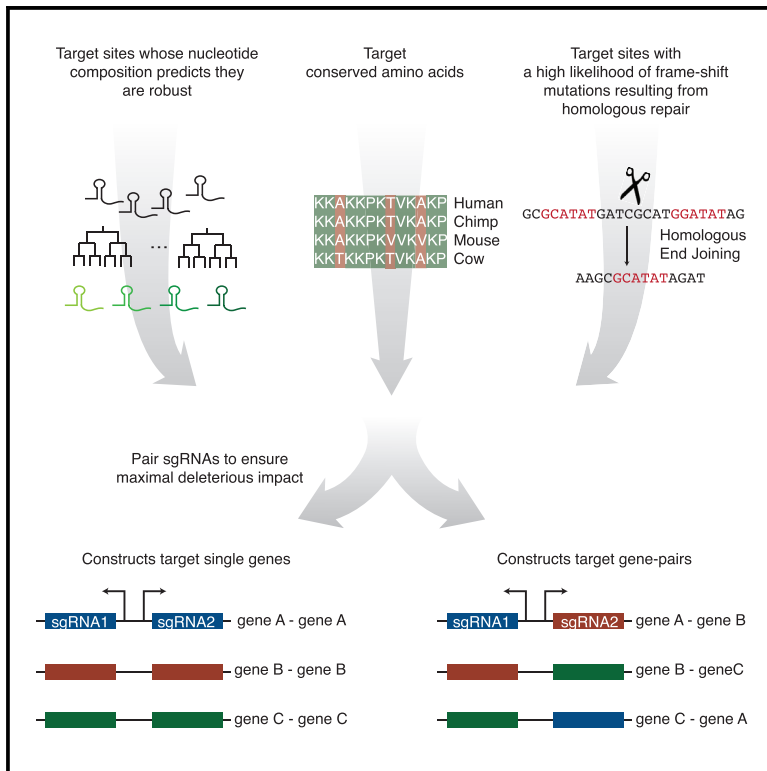 Target sites whose nucleotide
composition predicts they
are robust
Target
conserved amino acids
Target sites with
a high likelihood of frame-shift
mutations resulting from
homologous repair
...
KKAKKPKTVKAKP Human
KKAKKPKTVKAKP Chimp
KKAKKPKVVKVKP Mouse
KKTKKPKTVKAKP Cow
GCGCATATGATCGCATGGATATAG
Homologous
End Joining
AAGCGCATATAGAT
Pair sgRNAs to ensure
maximal deleterious impact
Constructs target single genes
sgRNA1 sgRNA2 gene A - gene A
gene B - gene B
gene C - gene C
Constructs target gene-pairs
sgRNA1 sgRNA2 gene A - gene B
gene B - geneC
gene C - gene A